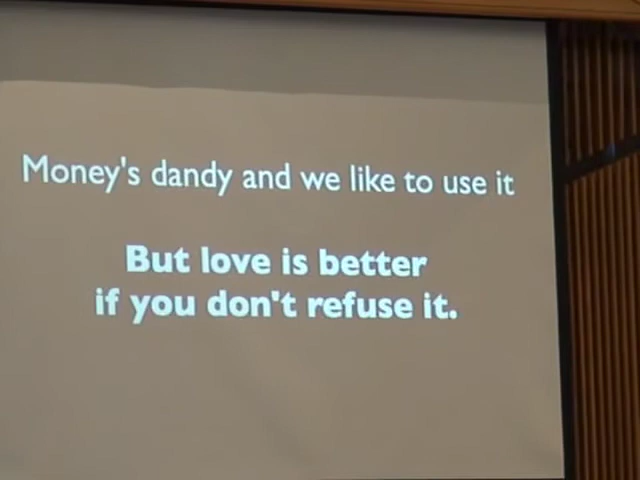 Money's dandy and we like to use it
But love is better
if you don't refuse it.